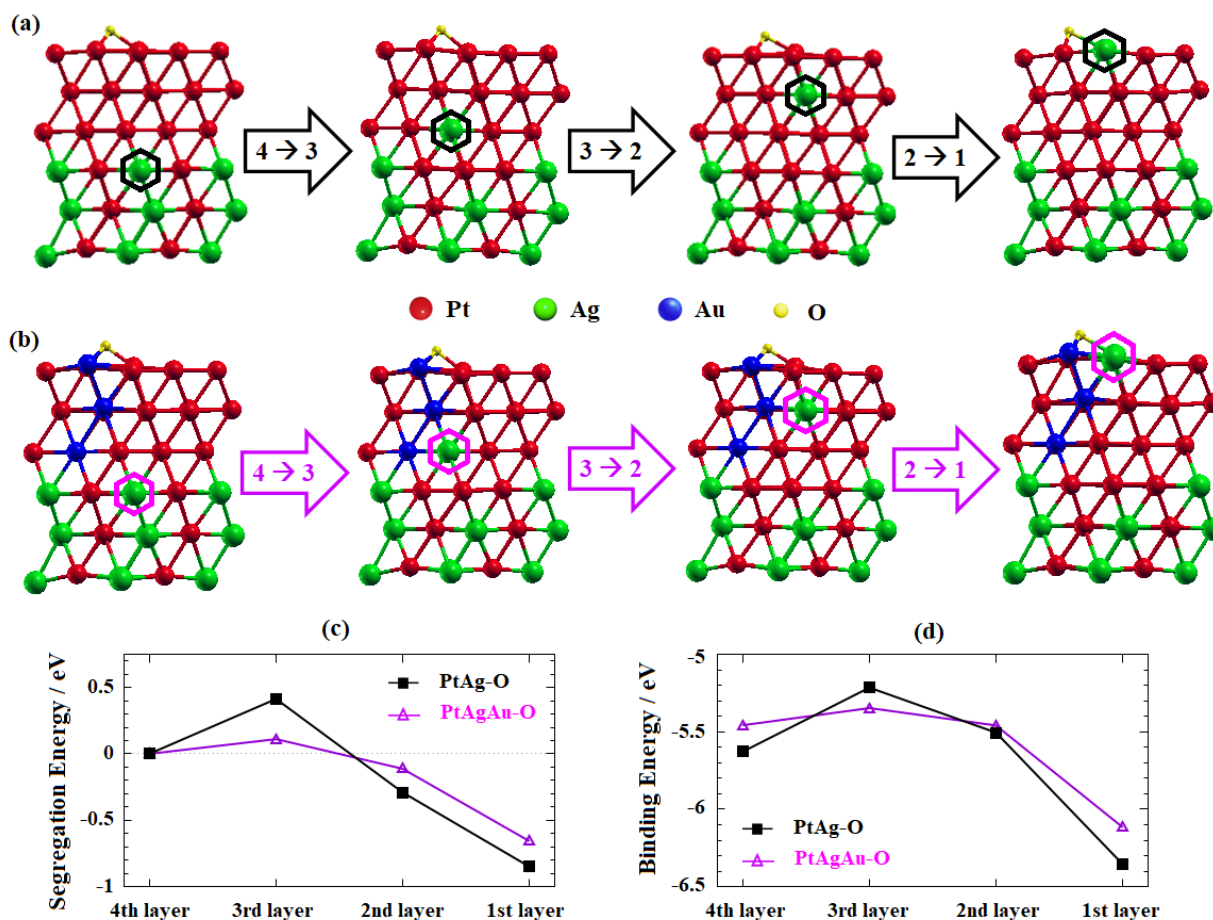 (a)
4 → 3
3 → 2
2 → 1
Pt
Ag
Au
O
(b)
4 → 3
3 → 2
2 → 1
(c)
Segregation Energy / eV
0.5
0
-0.5
-1
PtAg-O
PtAgAu-O
4th layer
3rd layer
2nd layer
1st layer
(d)
Binding Energy / eV
-5
-5.5
-6
-6.5
PtAg-O
PtAgAu-O
4th layer
3rd layer
2nd layer
1st layer